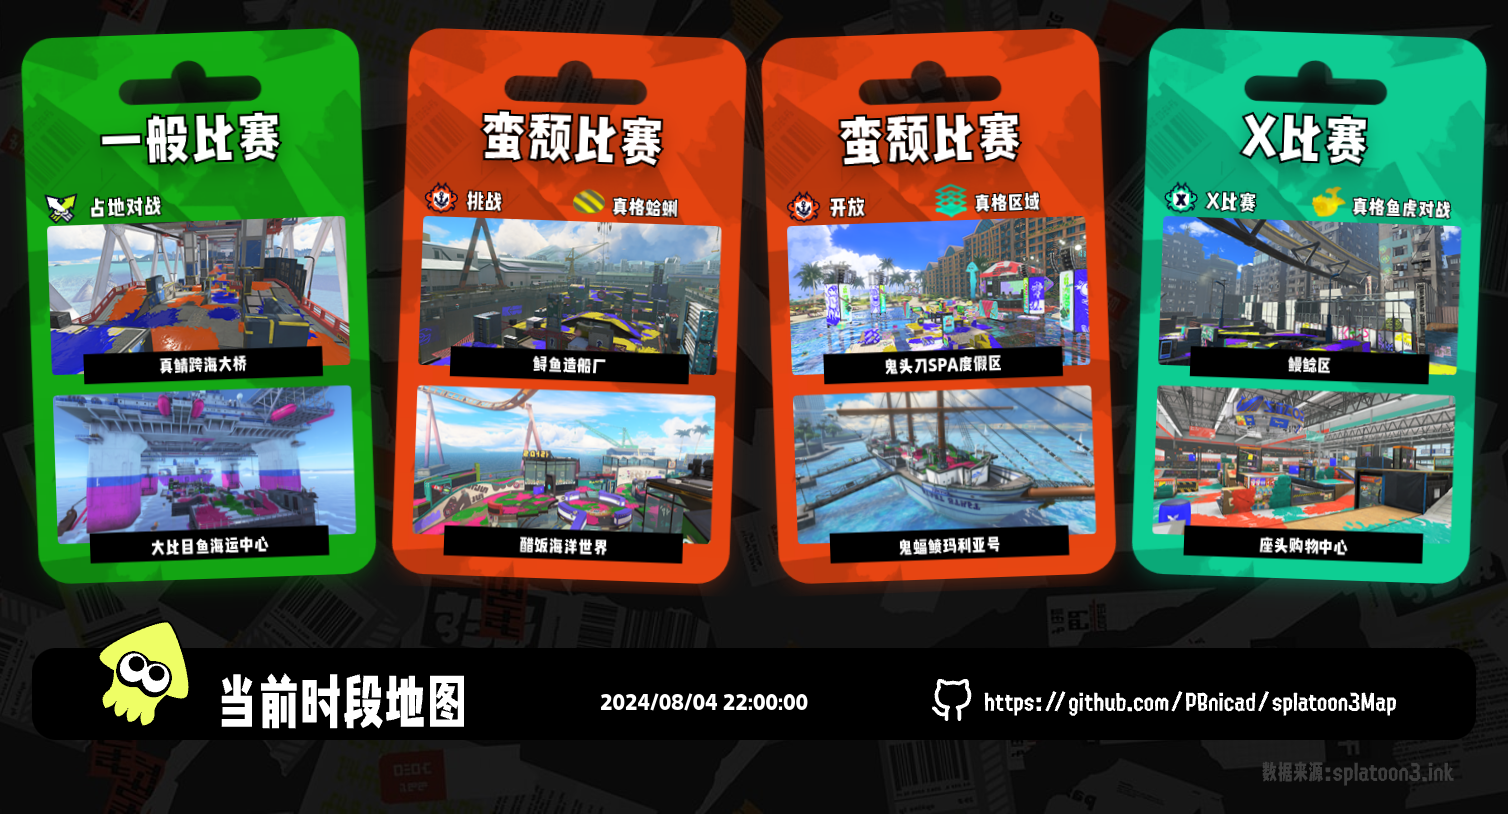 一般比赛
占地对战
真鲭跨海大桥
大比目鱼海运中心
蛮颓比赛
挑战
真格蛤蜊
鲟鱼造船厂
醋饭海洋世界
蛮颓比赛
开放
真格区域
鬼头刀SPA度假区
鬼蝠鲼玛利亚号
X比赛
X比赛
真格鱼虎对战
鳗鲶区
座头购物中心
当前时段地图
2024/08/04 22:00:00
https://github.com/PBnicad/splatoon3Map
数据来源:splatoon3.ink